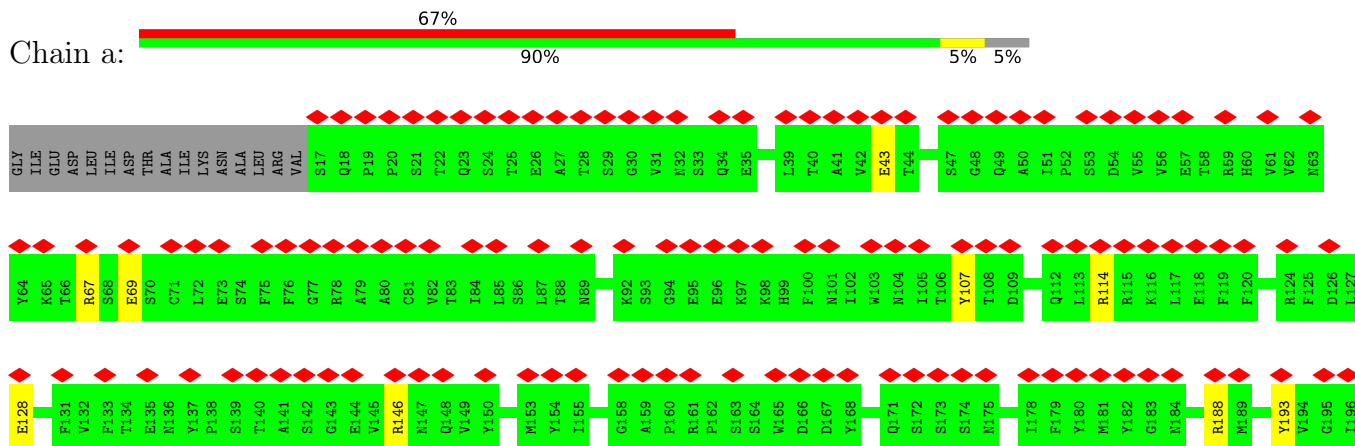 67%
Chain a:
90% 5% 5%
GLY ILE GLU ASP LEU ILE ASP THR ALA ILE LYS ASN ALA LEU ARG VAL S17 Q18 P19 P20 S21 T22 Q23 S24 T25 E26 A27 T28 S29 G30 V31 N32 S33 Q34 E35 L39 T40 A41 V42 E43 T44 S47 G48 Q49 A50 I51 P52 S53 D54 V55 V56 E57 T58 R59 H60 V61 V62 N63
Y64 K65 T66 R67 S68 E69 S70 C71 L72 E73 S74 F75 F76 G77 R78 A79 A80 C81 V82 T83 I84 L85 S86 L87 T88 N89 K92 S93 G94 E95 E96 K97 K98 H99 F100 N101 I102 W103 N104 I105 T106 Y107 T108 D109 Q112 L113 R114 R115 K116 L117 E118 F119 F120 R124 F125 D126 L127
E128 F131 V132 F133 T134 E135 N136 Y137 P138 S139 T140 A141 S142 G143 E144 V145 R146 N147 Q148 V149 Y150 M153 Y154 I155 G158 A159 P160 R161 P162 S163 S164 W165 D166 D167 Y168 Q171 S172 S173 S174 N175 I178 F179 Y180 M181 Y182 G183 N184 R188 M189 Y193 V194 G195 I196